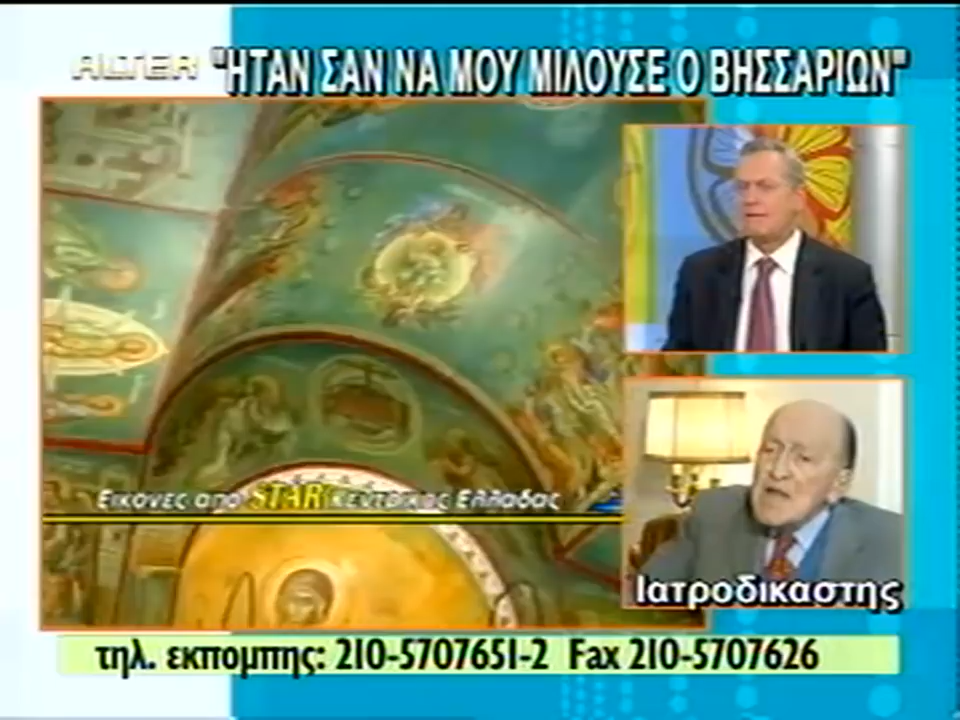 ALTER "ΗΤΑΝ ΣΑΝ ΝΑ ΜΟΥ ΜΙΛΟΥΣΕ Ο ΒΗΣΣΑΡΙΩΝ"
Εικόνες από STAR Κεντρικής Ελλάδας
Ιατροδικαστης
τηλ. εκπομπης: 210-5707651-2 Fax 210-5707626